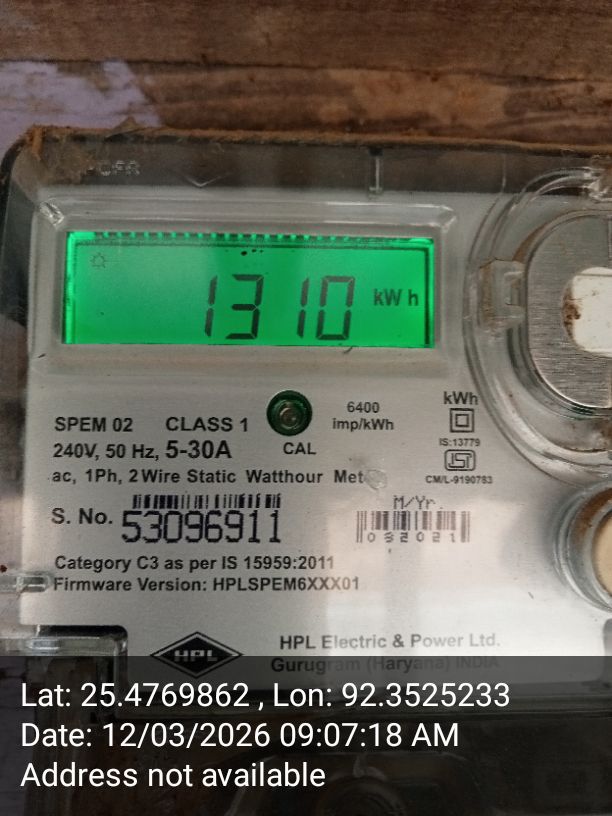 1310 kWh
SPEM 02 CLASS 1
6400
imp/kWh
kWh
240V, 50 Hz, 5-30A
CAL
IS:13779
ac, 1Ph, 2 Wire Static Watthour
CM/L-9190783
S. No. 53096911
M/Yr.
032021
Category C3 as per IS 15959:2011
Firmware Version: HPLSPEM6XXX01
HPL
HPL Electric & Power Ltd.
Gurugram (Haryana) INDIA
Lat: 25.4769862 , Lon: 92.3525233
Date: 12/03/2026 09:07:18 AM
Address not available